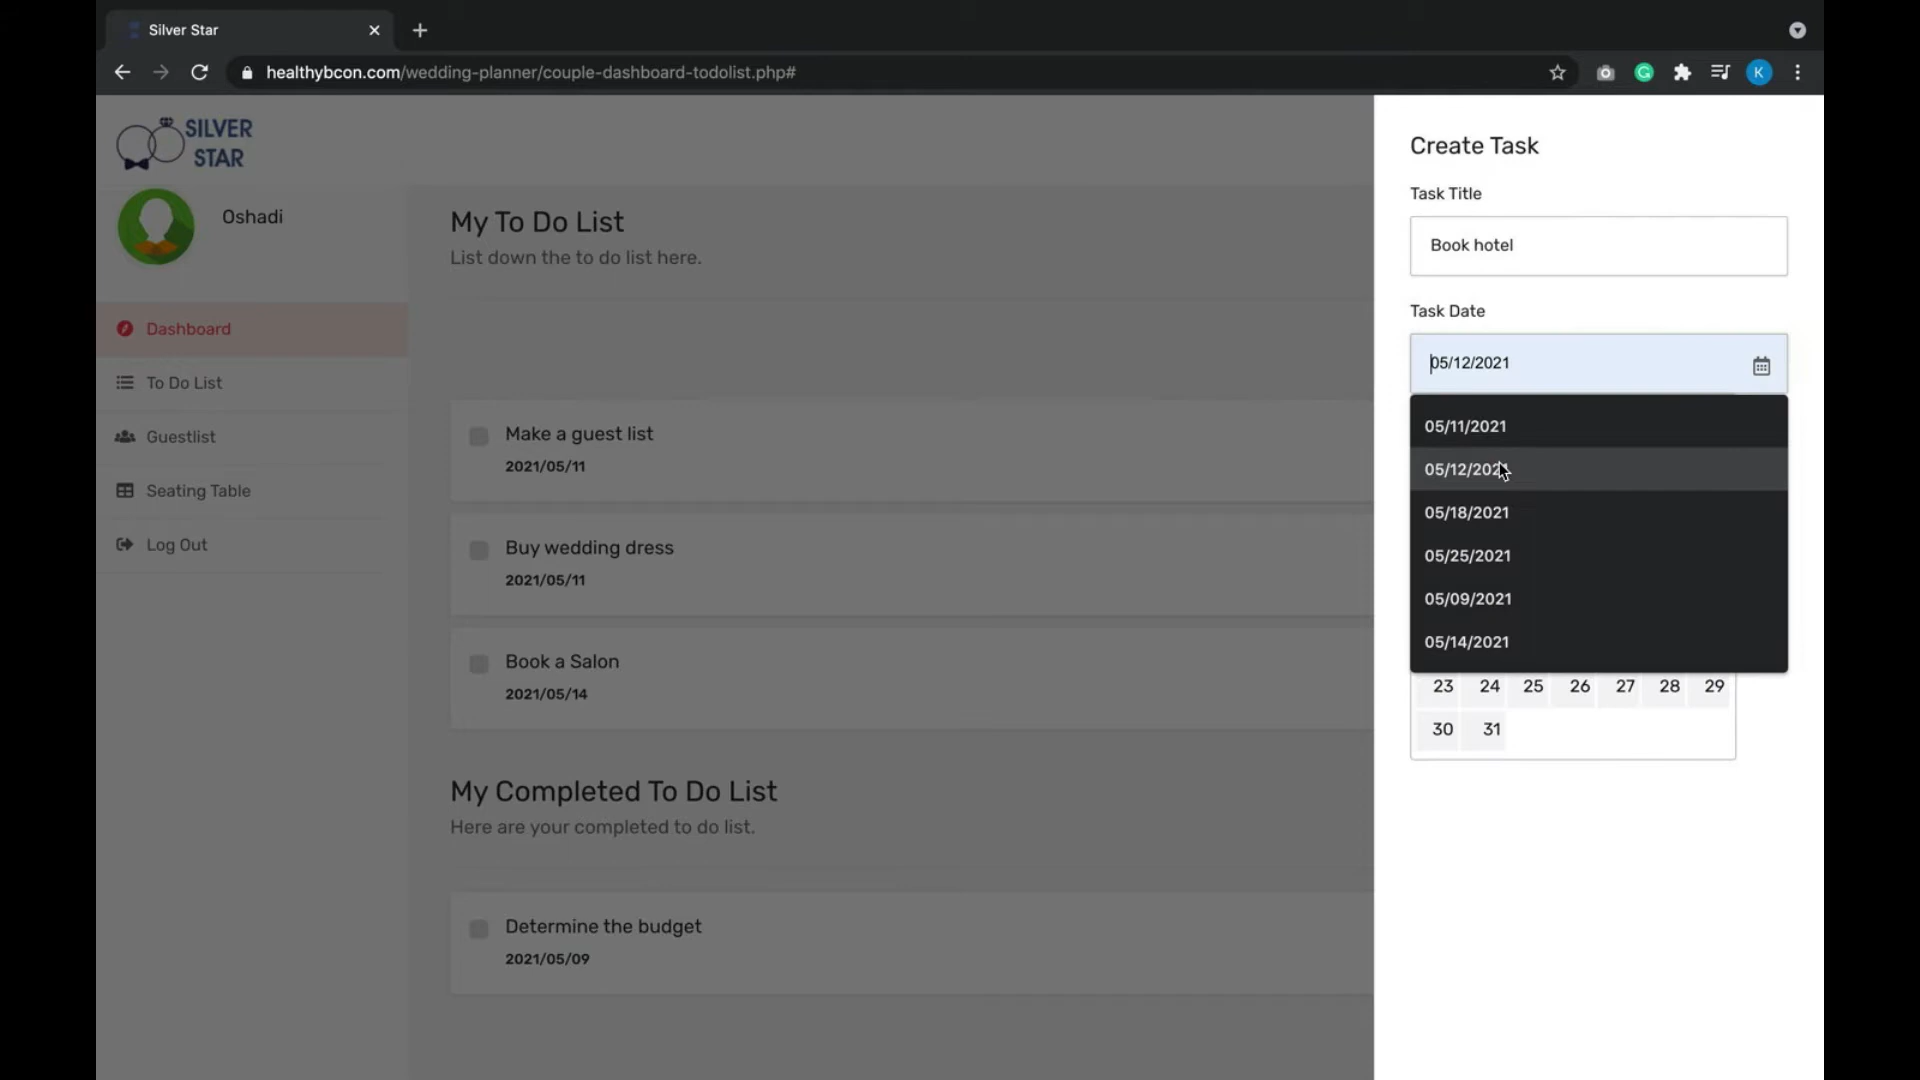 Silver Star
healthybcon.com/wedding-planner/couple-dashboard-todolist.php#
K
SILVER
STAR
Oshadi
Dashboard
To Do List
Guestlist
Seating Table
Log Out
My To Do List
List down the to do list here.
Make a guest list
2021/05/11
Buy wedding dress
2021/05/11
Book a Salon
2021/05/14
My Completed To Do List
Here are your completed to do list.
Determine the budget
2021/05/09
Create Task
Task Title
Book hotel
Task Date
05/12/2021
05/11/2021
05/12/2021
05/18/2021
05/25/2021
05/09/2021
05/14/2021
23 24 25 26 27 28 29
30 31